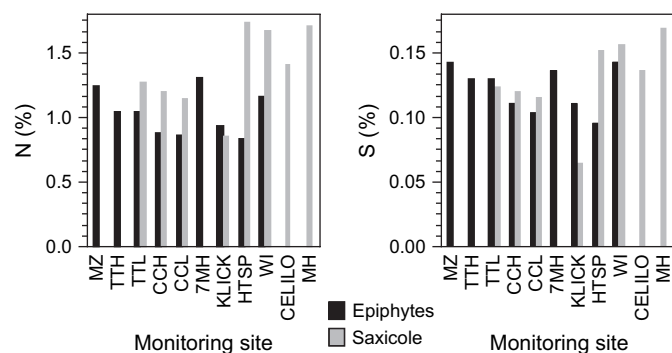 N (%)
1.5
1.0
0.5
0.0
MZ
TTH
TTL
CCH
CCL
7MH
KLICK
HTSP
WI
CELILO
MH
Monitoring site
S (%)
0.15
0.10
0.05
0.00
MZ
TTH
TTL
CCH
CCL
7MH
KLICK
HTSP
WI
CELILO
MH
Monitoring site
Epiphytes
Saxicole